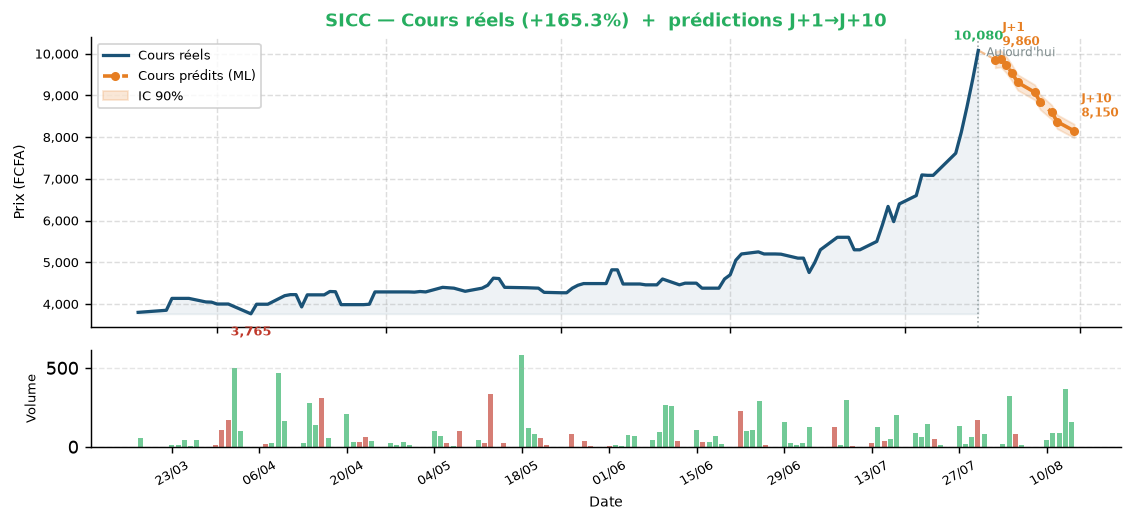 SICC — Cours réels (+165.3%)  +  prédictions J+1→J+10
Cours réels
Cours prédits (ML)
IC 90%
10,080
J+1
9,860
Aujourd'hui
J+10
8,150
3,765
Prix (FCFA)
10,000
9,000
8,000
7,000
6,000
5,000
4,000
Volume
500
0
23/03
06/04
20/04
04/05
18/05
01/06
15/06
29/06
13/07
27/07
10/08
Date